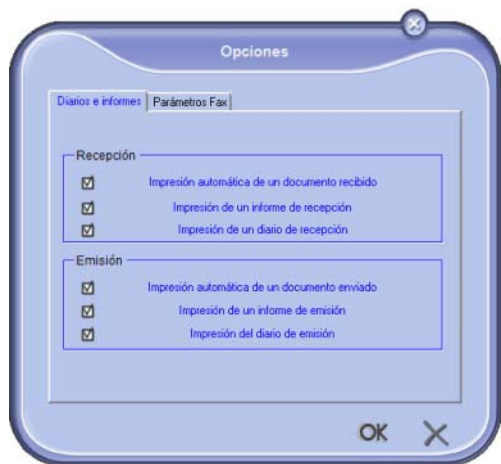 Opciones
Diarios e informes Parámetros Fax
Recepción
Impresión automática de un documento recibido
Impresión de un informe de recepción
Impresión de un diario de recepción
Emisión
Impresión automática de un documento enviado
Impresión de un informe de emisión
Impresión del diario de emisión
OK